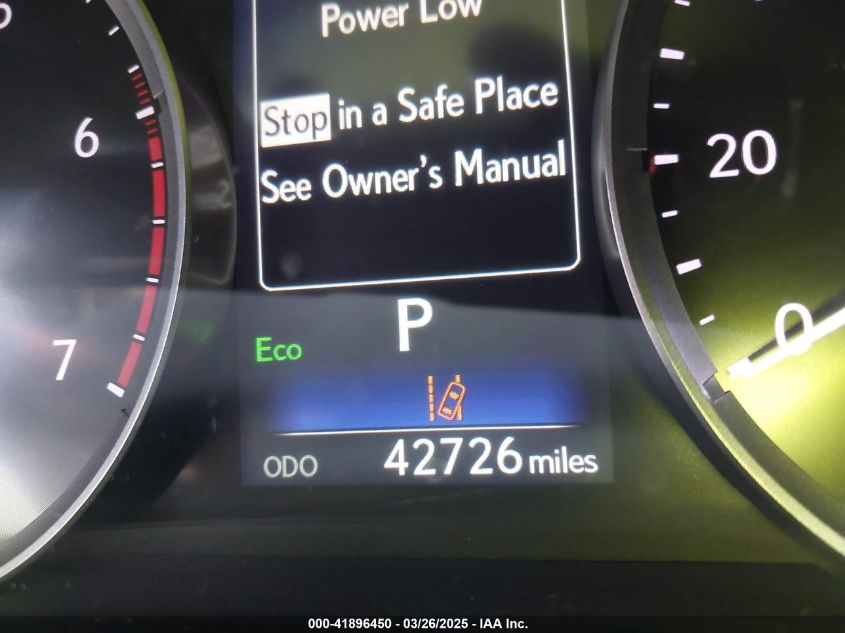 Power Low
Stop in a Safe Place
See Owner's Manual
6
7
20
0
P
Eco
ODO 42726 miles
000-41896450 - 03/26/2025 - IAA Inc.